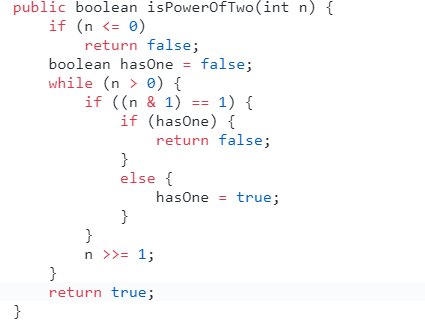 public boolean isPowerOfTwo(int n) {
    if (n <= 0)
        return false;
    boolean hasOne = false;
    while (n > 0) {
        if ((n & 1) == 1) {
            if (hasOne) {
                return false;
            }
            else {
                hasOne = true;
            }
        }
        n >>= 1;
    }
    return true;
}